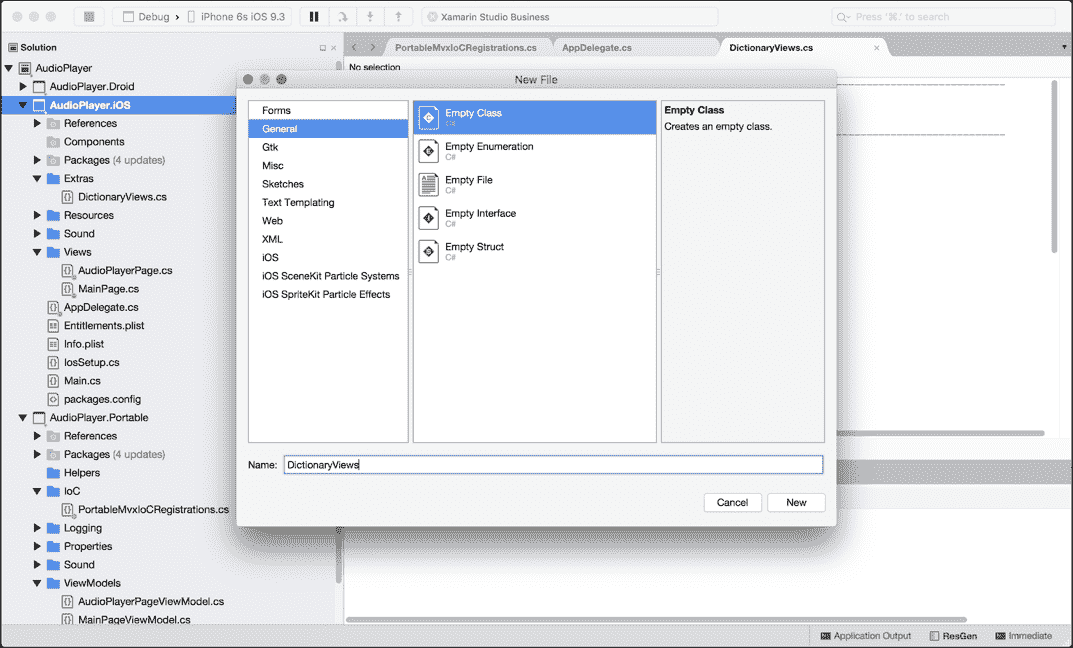 Debug
iPhone 6s iOS 9.3
Xamarin Studio Business
Press '⌘.' to search
Solution
PortableMvxIoCRegistrations.cs
AppDelegate.cs
DictionaryViews.cs
No selection
AudioPlayer
AudioPlayer.Droid
AudioPlayer.iOS
References
Components
Packages (4 updates)
Extras
DictionaryViews.cs
Resources
Sound
Views
AudioPlayerPage.cs
MainPage.cs
AppDelegate.cs
Entitlements.plist
Info.plist
IosSetup.cs
Main.cs
packages.config
AudioPlayer.Portable
References
Packages (4 updates)
Helpers
IoC
PortableMvxIoCRegistrations.cs
Logging
Properties
Sound
ViewModels
AudioPlayerPageViewModel.cs
MainPageViewModel.cs
New File
Forms
General
Gtk
Misc
Sketches
Text Templating
Web
XML
iOS
iOS SceneKit Particle Systems
iOS SpriteKit Particle Effects
Empty Class
C#
Empty Enumeration
C#
Empty File
C#
Empty Interface
C#
Empty Struct
C#
Empty Class
Creates an empty class.
Name:
DictionaryViews
Cancel
New
Application Output
ResGen
Immediate